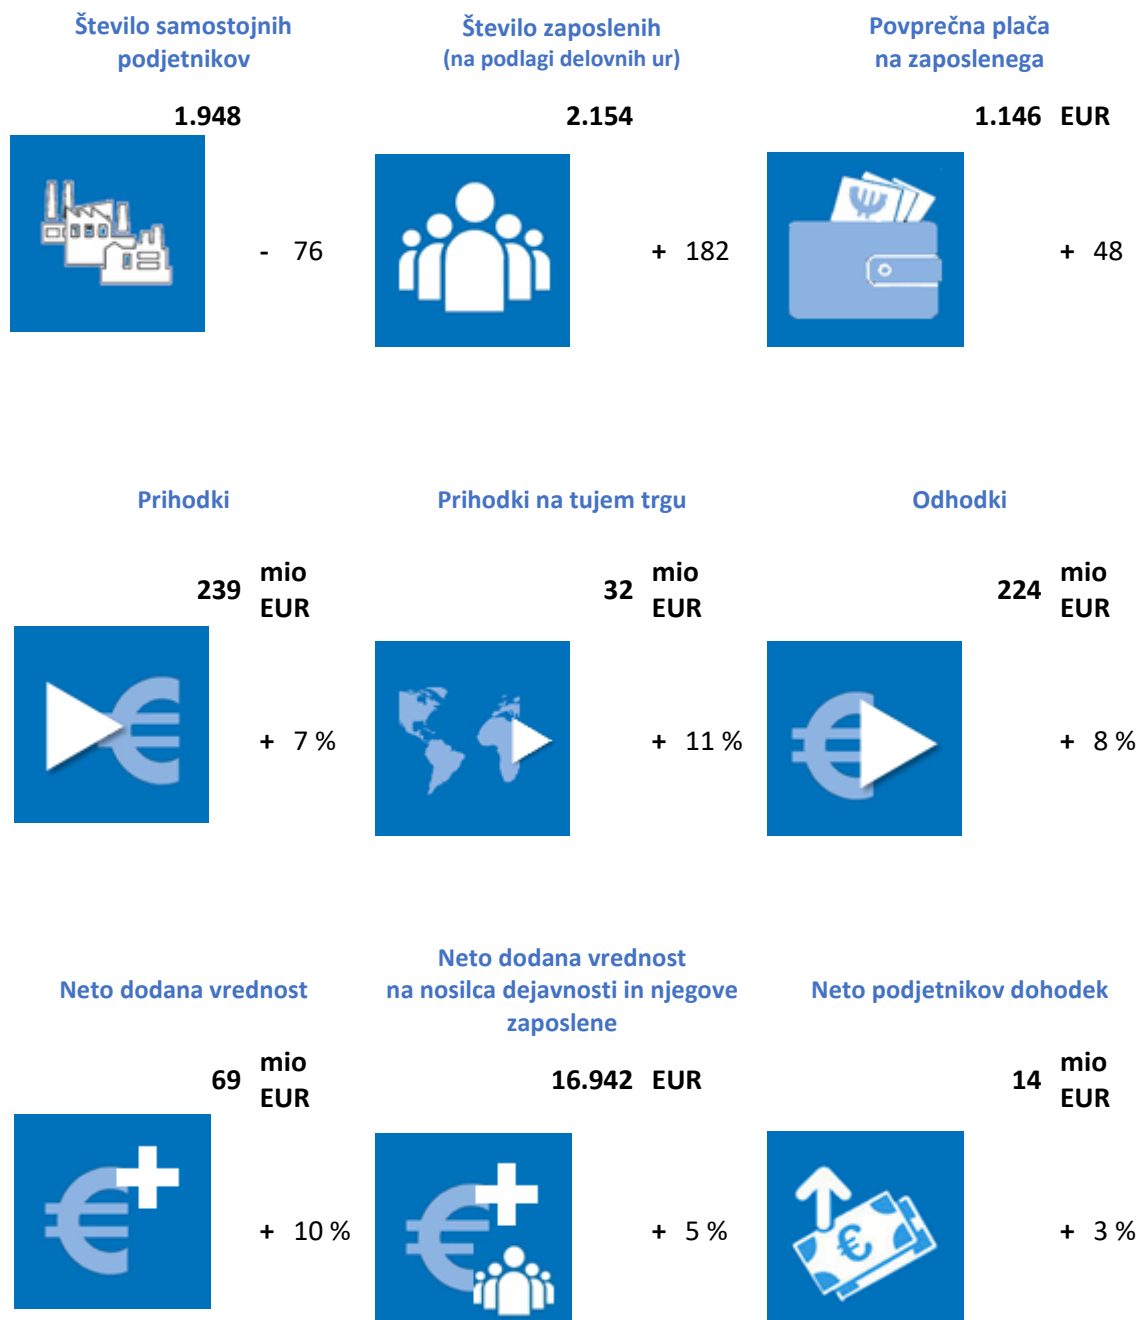 Število samostojnih
podjetnikov
Število zaposlenih
(na podlagi delovnih ur)
Povprečna plača
na zaposlenega
1.948
2.154
1.146 EUR
- 76
+ 182
+ 48
Prihodki
Prihodki na tujem trgu
Odhodki
239 mio
EUR
32 mio
EUR
224 mio
EUR
+ 7 %
+ 11 %
+ 8 %
Neto dodana vrednost
Neto dodana vrednost
na nosilca dejavnosti in njegove
zaposlene
Neto podjetnikov dohodek
69 mio
EUR
16.942 EUR
14 mio
EUR
+ 10 %
+ 5 %
+ 3 %